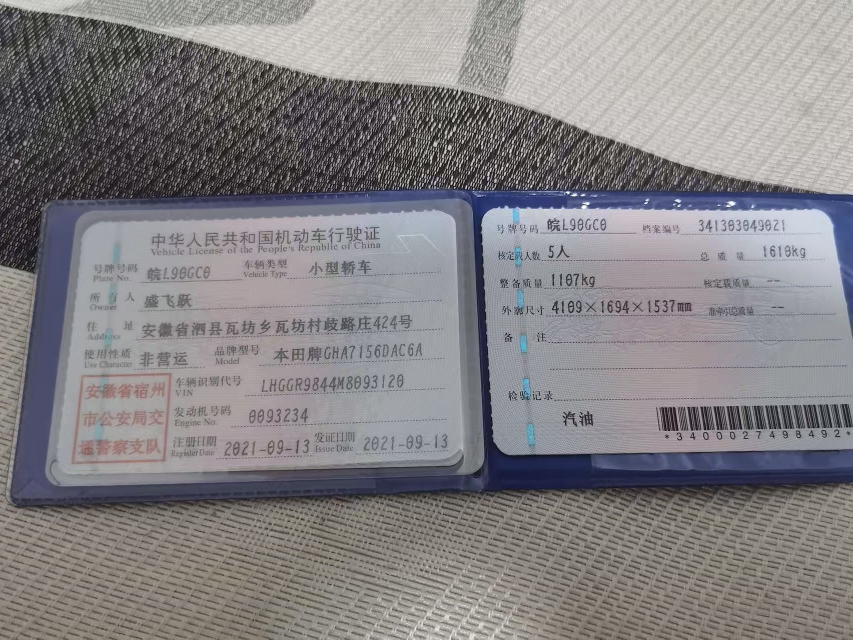 中华人民共和国机动车行驶证
Vehicle License of the People's Republic of China
号牌号码 Plate No. 皖L90GC0 车辆类型 Vehicle Type 小型轿车
所有人 Owner 盛飞跃
住址 Address 安徽省泗县瓦坊乡瓦坊村歧路庄424号
使用性质 Use Character 非营运 品牌型号 Model 本田牌GHA7156DAC6A
安徽省宿州
市公安局交
通警察支队
车辆识别代号 VIN LHGGR9844M8093120
发动机号码 Engine No. 0093234
注册日期 Register Date 2021-09-13 发证日期 Issue Date 2021-09-13
号牌号码 皖L90GC0 档案编号 341303049021
核定载人数 5人 总质量 1610kg
整备质量 1107kg 核定载质量 --
外廓尺寸 4109×1694×1537mm 准牵引总质量 --
备注
检验记录
汽油
*3400027498492*